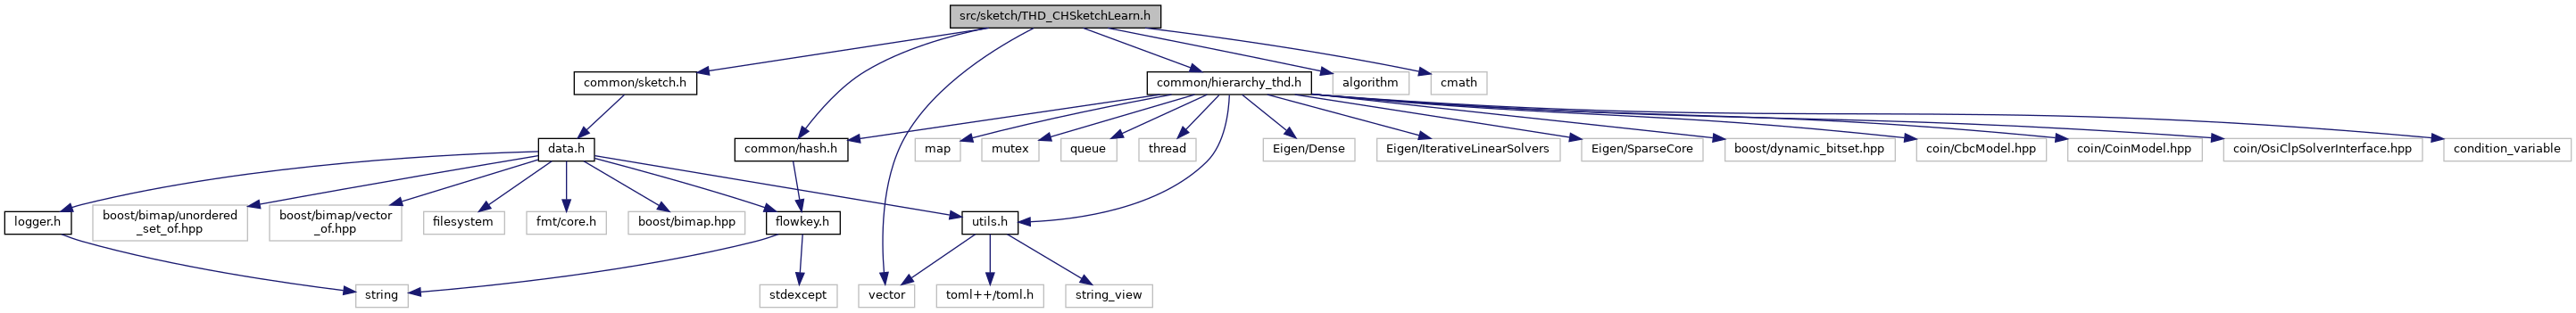 src/sketch/THD_CHSketchLearn.h
common/sketch.h
common/hierarchy_thd.h
algorithm
cmath
data.h
common/hash.h
map
mutex
queue
thread
Eigen/Dense
Eigen/IterativeLinearSolvers
Eigen/SparseCore
boost/dynamic_bitset.hpp
coin/CbcModel.hpp
coin/CoinModel.hpp
coin/OsiClpSolverInterface.hpp
condition_variable
logger.h
boost/bimap/unordered
_set_of.hpp
boost/bimap/vector
_of.hpp
filesystem
fmt/core.h
boost/bimap.hpp
flowkey.h
utils.h
string
stdexcept
vector
toml++/toml.h
string_view